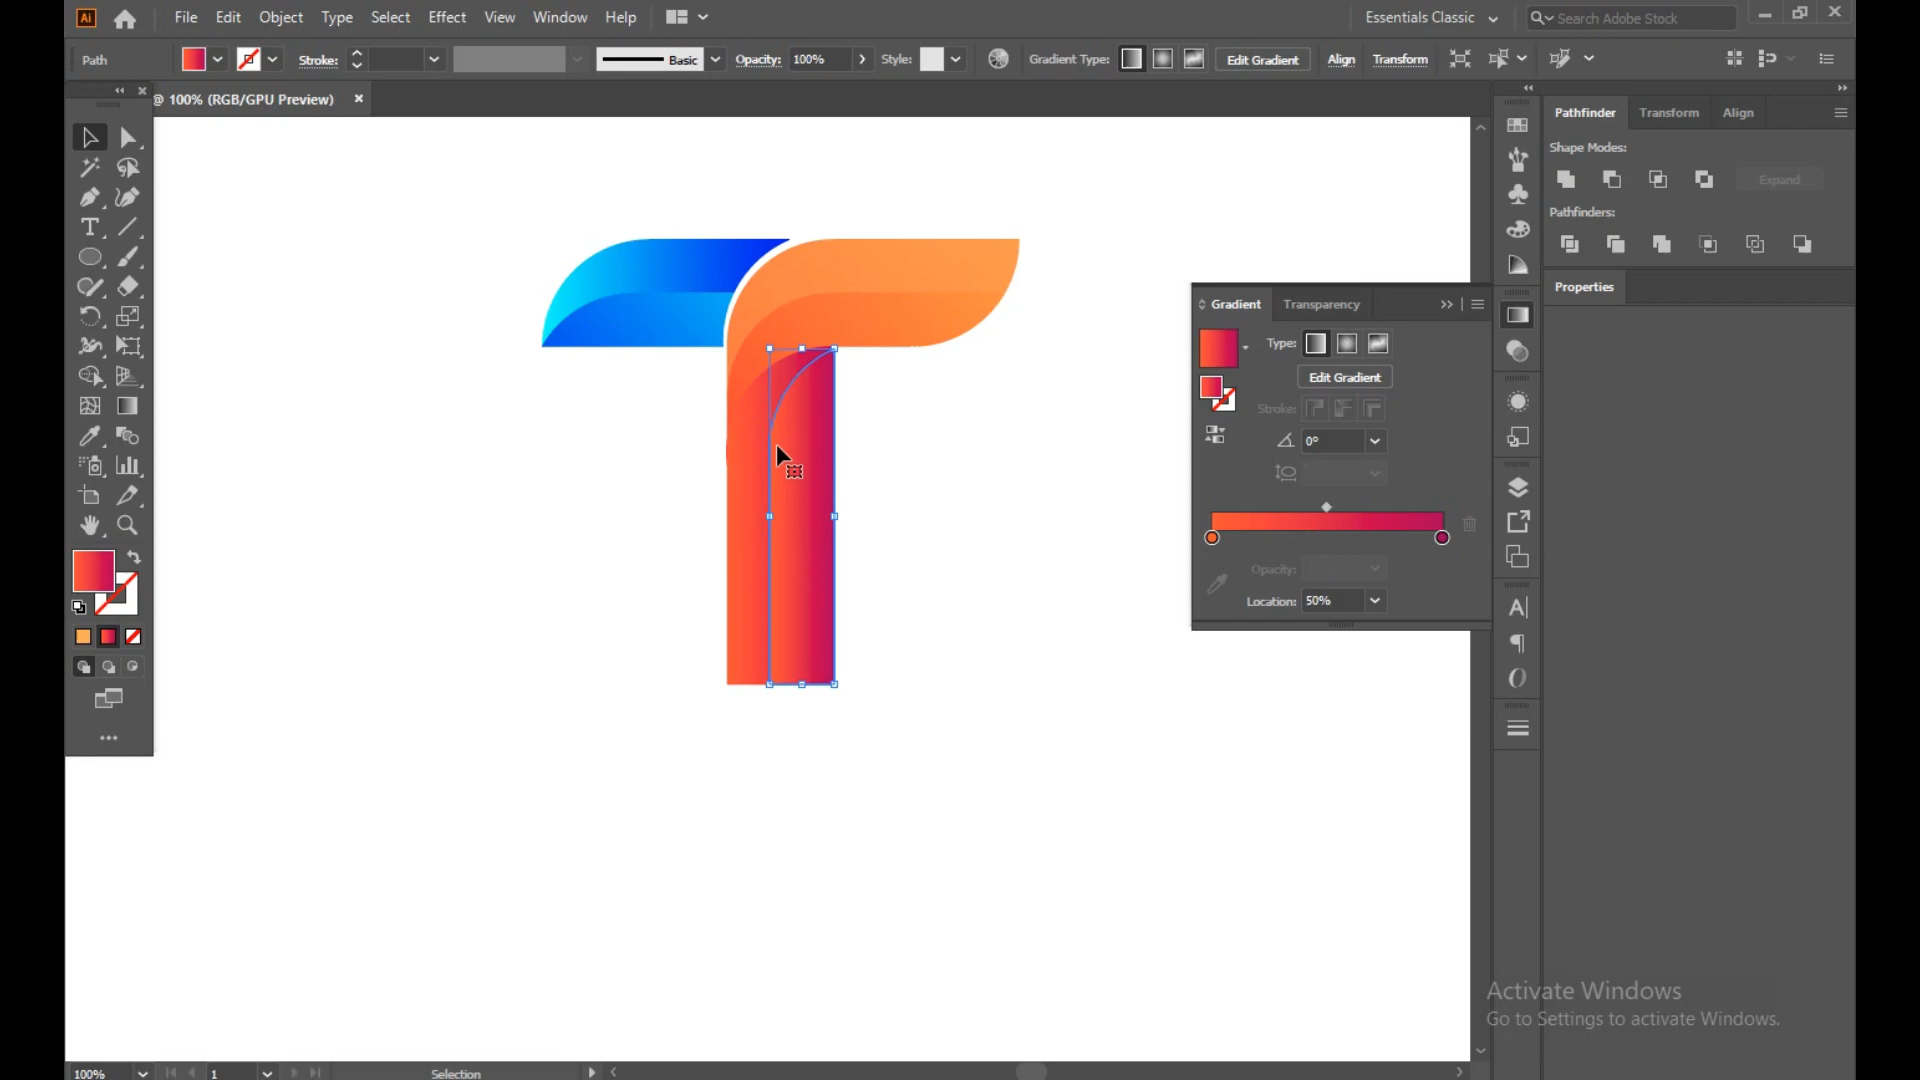 Ai
File Edit Object Type Select Effect View Window Help
Essentials Classic
Search Adobe Stock
Path
Stroke:
Basic
Opacity: 100%
Style:
Gradient Type:
Edit Gradient
Align
Transform
@ 100% (RGB/GPU Preview)
Pathfinder Transform Align
Shape Modes:
Expand
Pathfinders:
Properties
Gradient Transparency
Type:
Edit Gradient
Stroke:
0°
Opacity:
Location: 50%
Activate Windows
Go to Settings to activate Windows.
100%
1
Selection